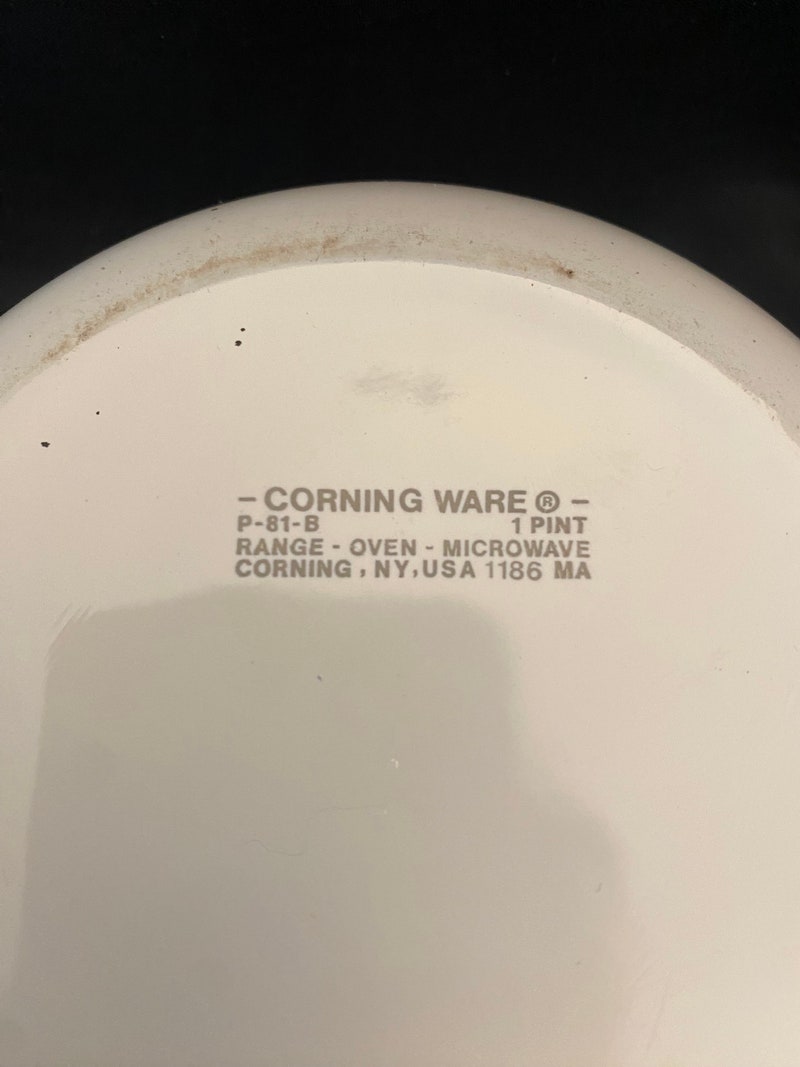 - CORNING WARE ® -
P-81-B 1 PINT
RANGE - OVEN - MICROWAVE
CORNING , NY, USA 1186 MA